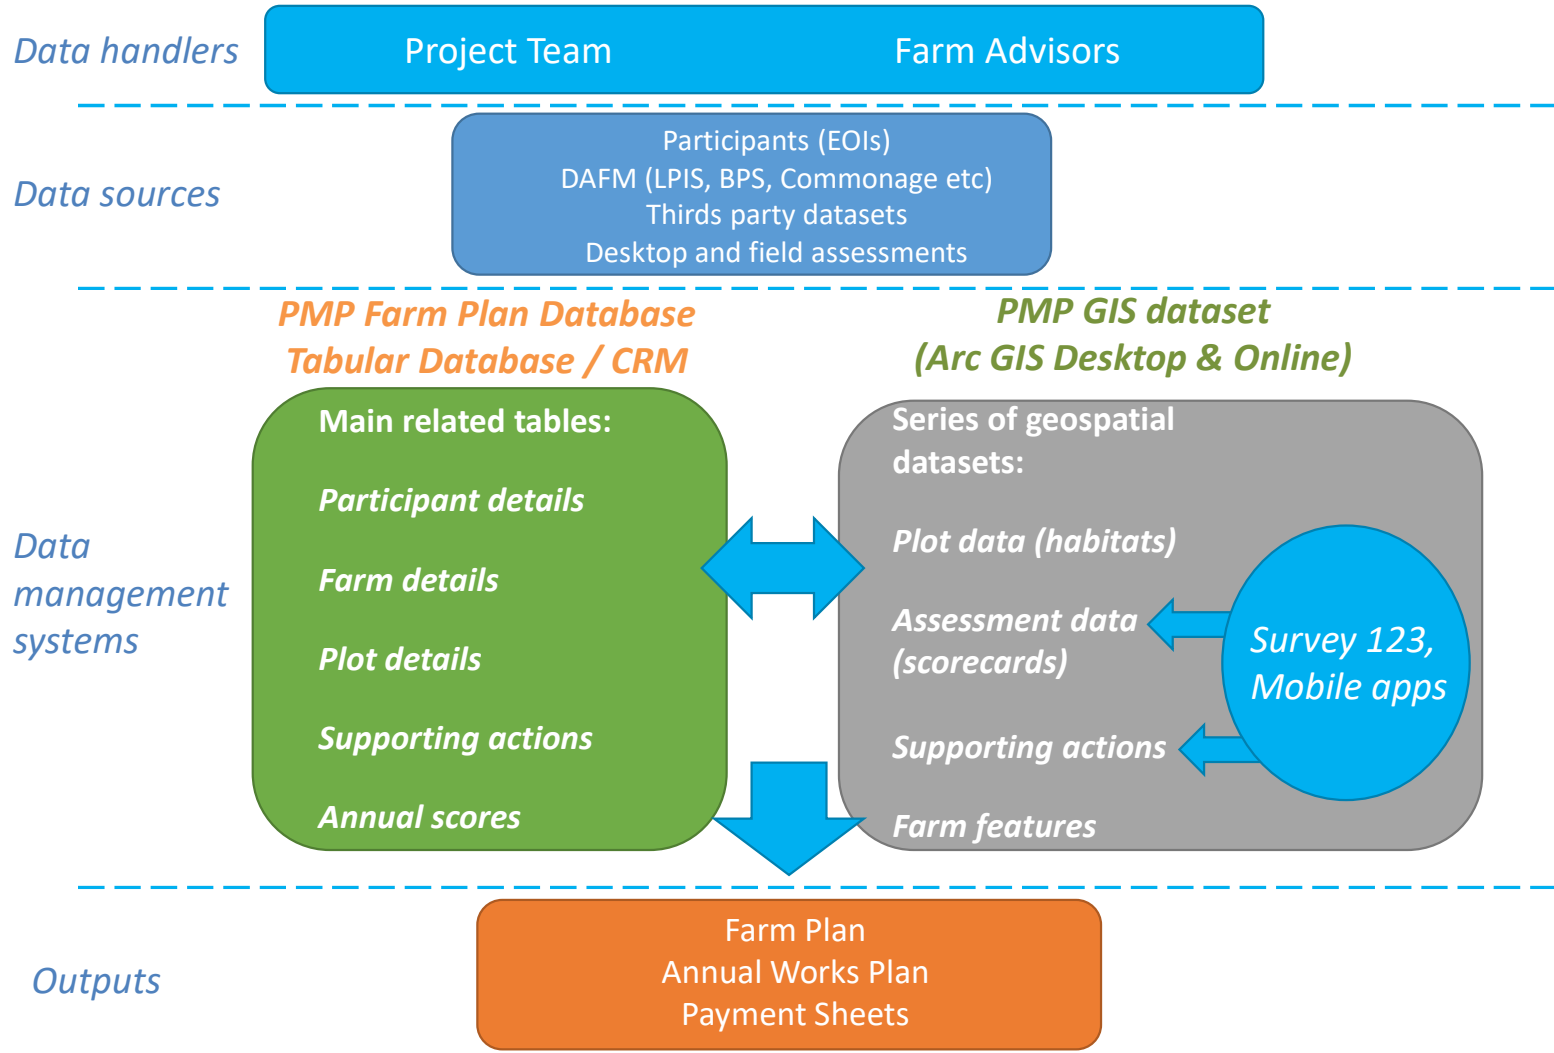 Data handlers
Project Team
Farm Advisors
Data sources
Participants (EOIs)
DAFM (LPIS, BPS, Commonage etc)
Thirds party datasets
Desktop and field assessments
PMP Farm Plan Database
Tabular Database / CRM
PMP GIS dataset
(Arc GIS Desktop & Online)
Data
management
systems
Main related tables:
Participant details
Farm details
Plot details
Supporting actions
Annual scores
Series of geospatial
datasets:
Plot data (habitats)
Assessment data
(scorecards)
Supporting actions
Farm features
Survey 123,
Mobile apps
Outputs
Farm Plan
Annual Works Plan
Payment Sheets